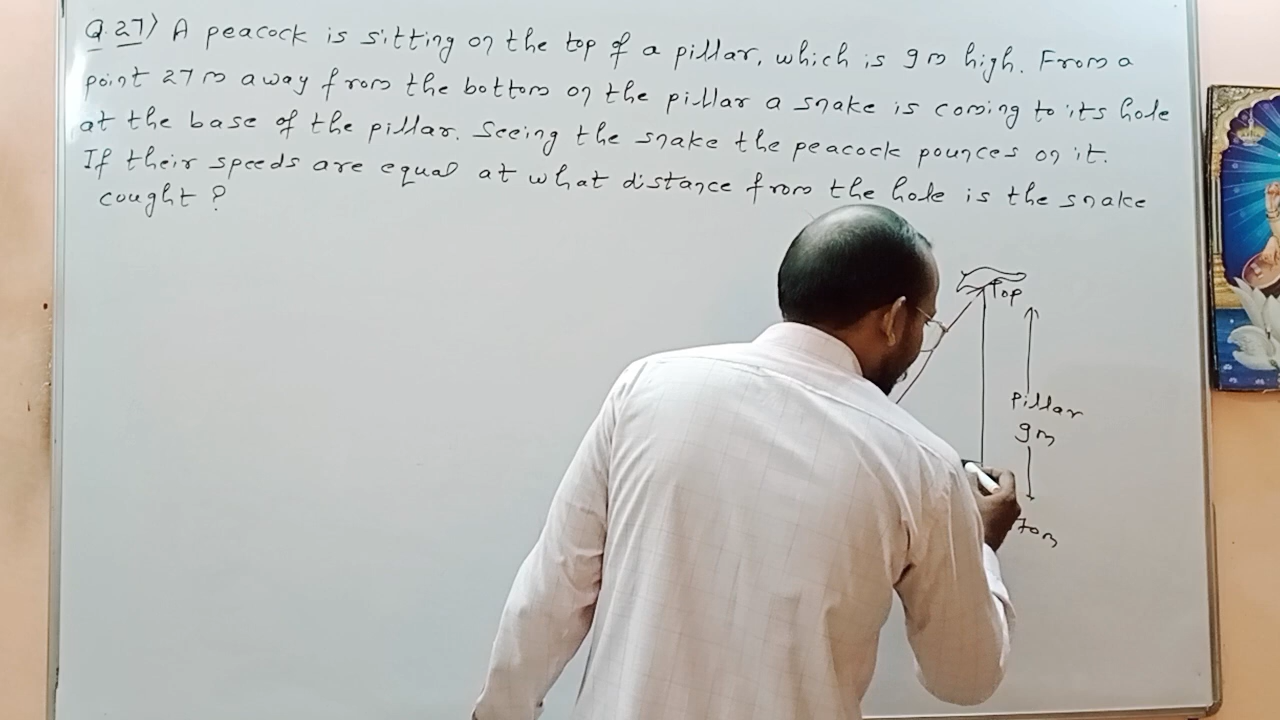 Q.27) A peacock is sitting on the top of a pillar, which is 9m high. From a
point 27m away from the bottom on the pillar a snake is coming to its hole
at the base of the pillar. Seeing the snake the peacock pounces on it.
If their speeds are equal at what distance from the hole is the snake
cought ?
Top
Pillar
9m
tom